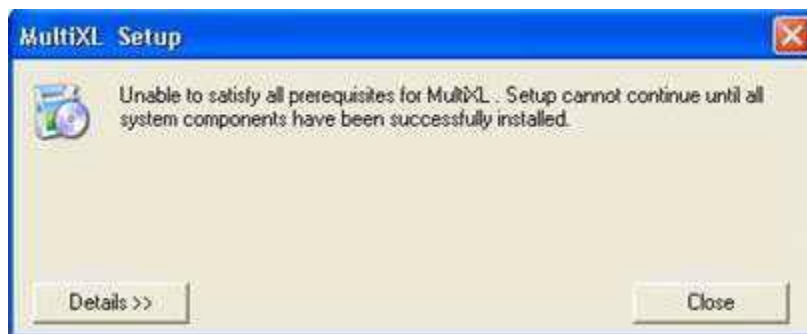 MultiXL Setup
Unable to satisfy all prerequisites for MultiXL . Setup cannot continue until all
system components have been successfully installed.
Details >>
Close